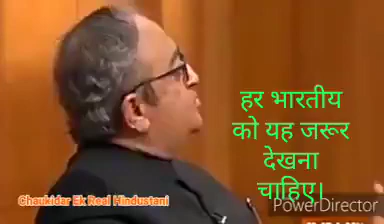 हर भारतीय
को यह जरूर
देखना
चाहिए।
Chaukidar Ek Real Hindustani
PowerDirector